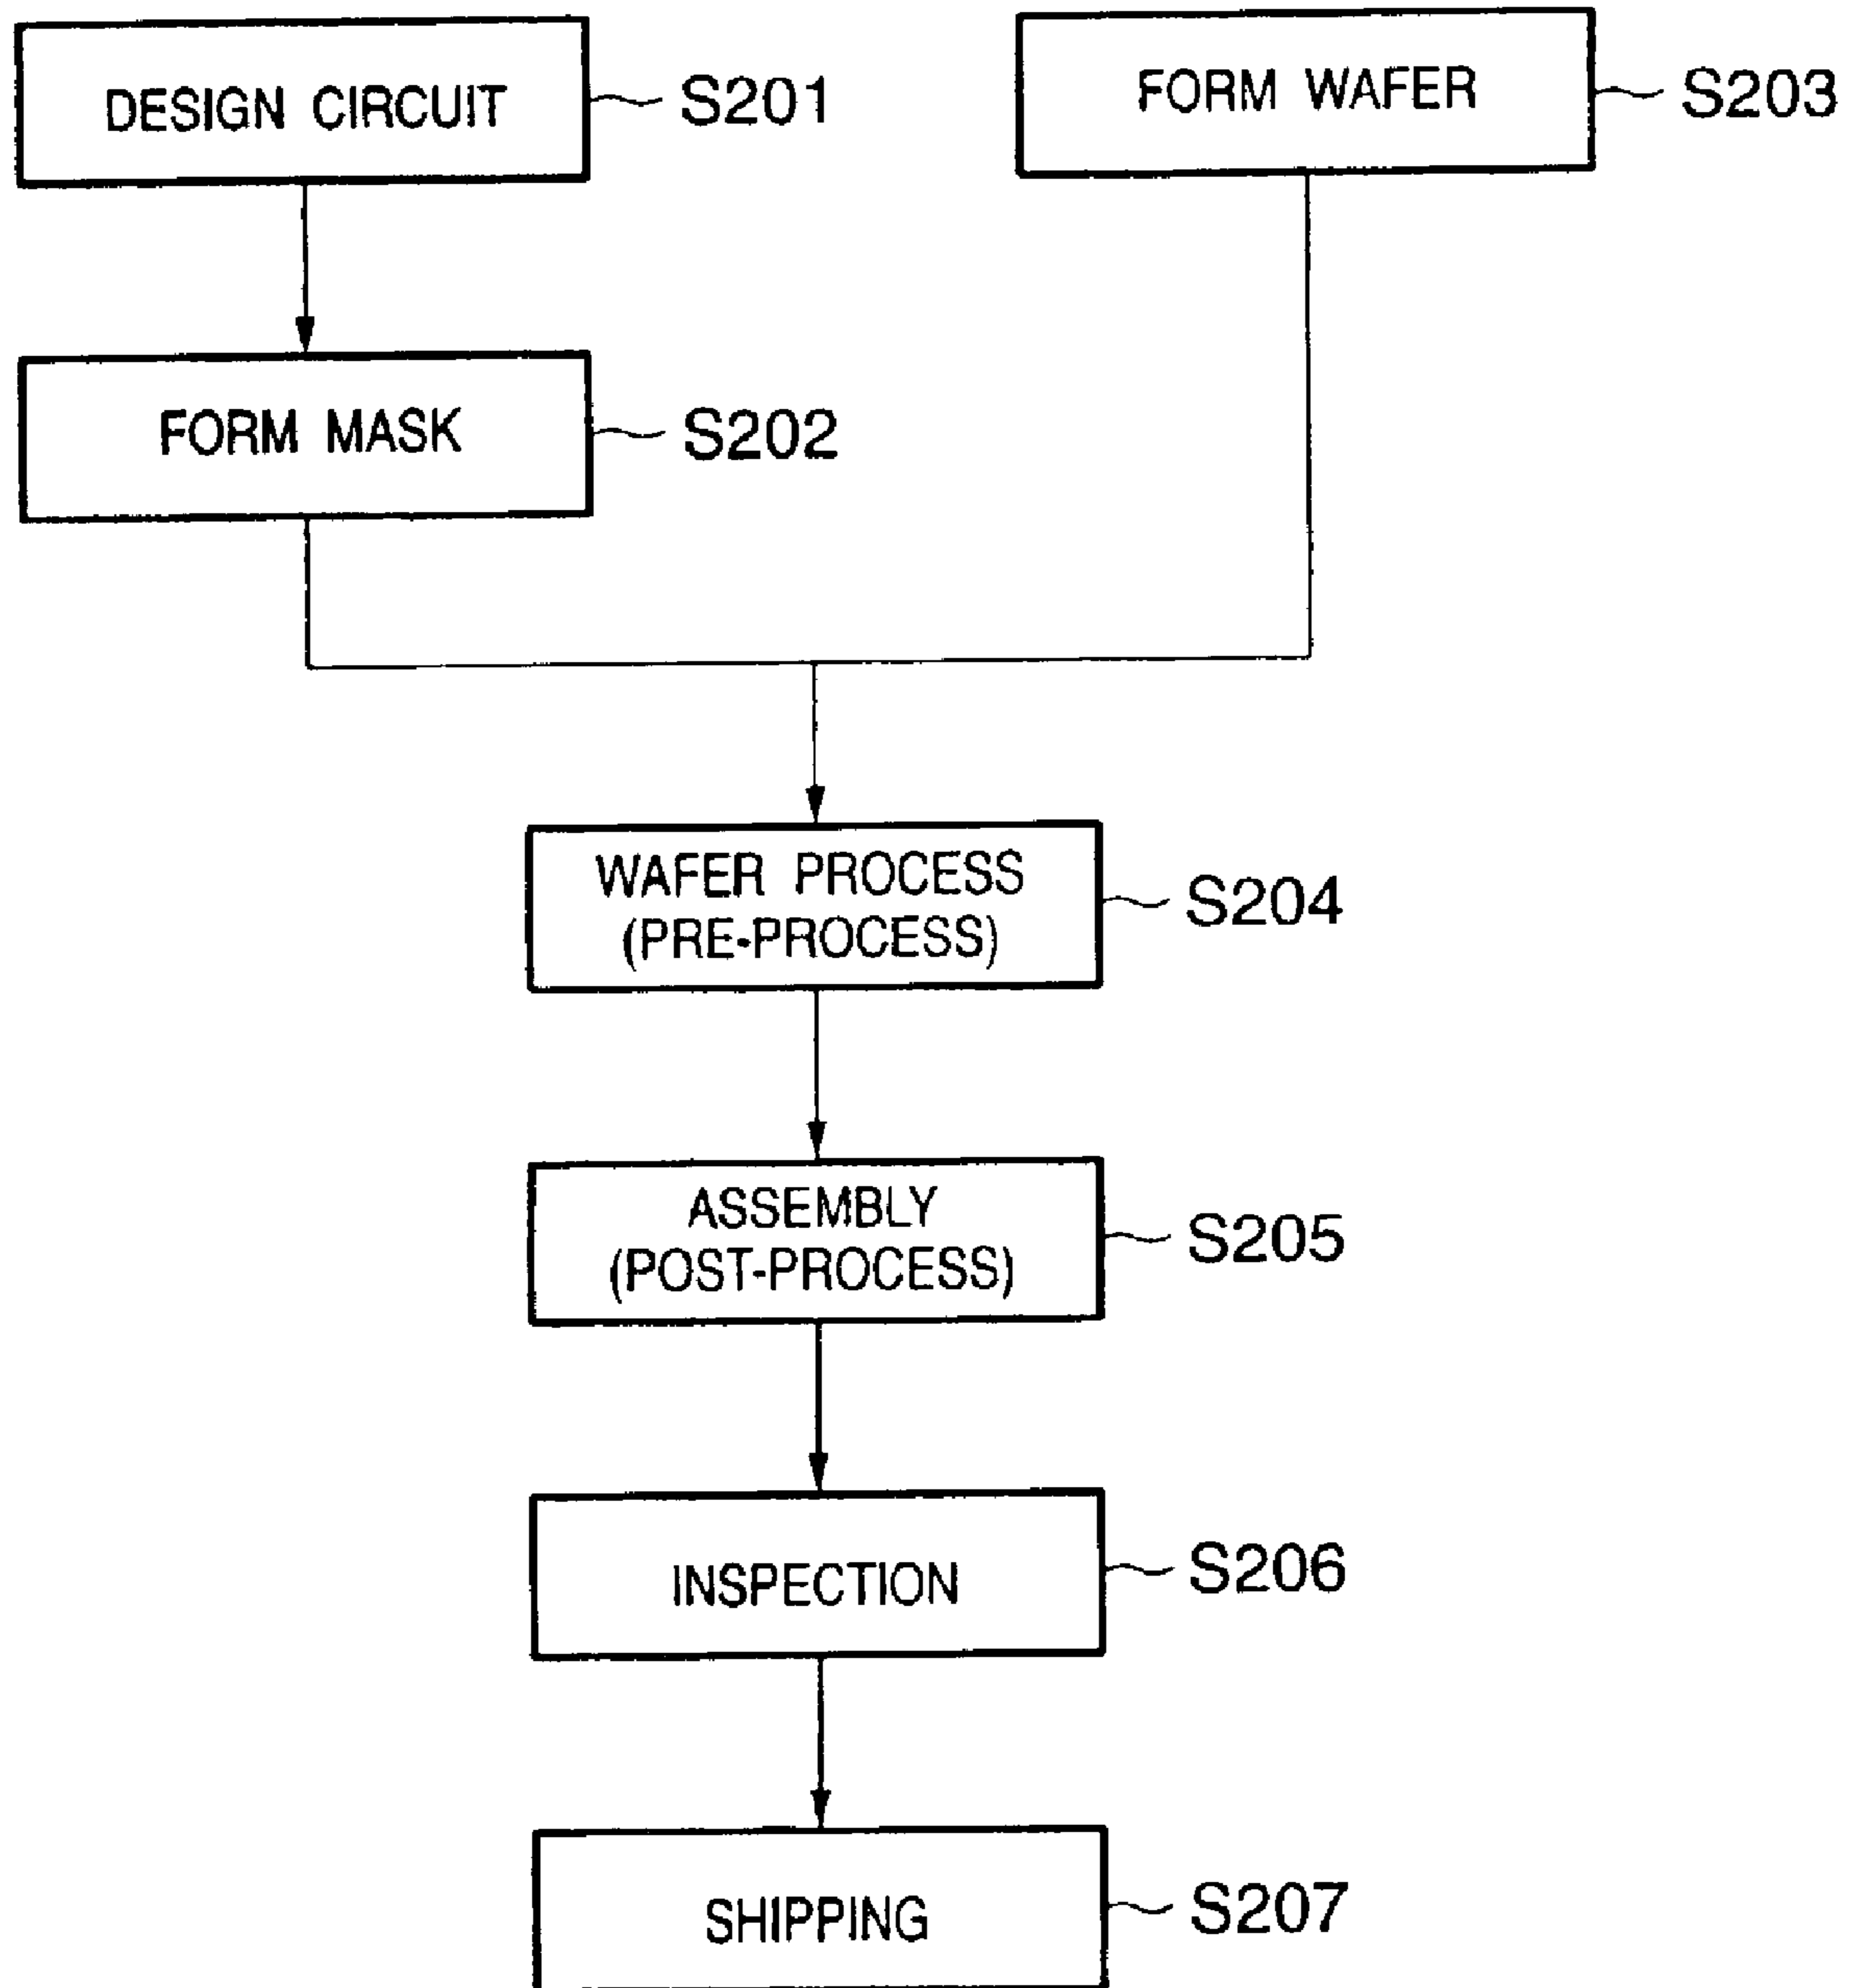 DESIGN CIRCUIT
S201
FORM WAFER
S203
FORM MASK
S202
WAFER PROCESS
(PRE-PROCESS)
S204
ASSEMBLY
(POST-PROCESS)
S205
INSPECTION
S206
SHIPPING
S207